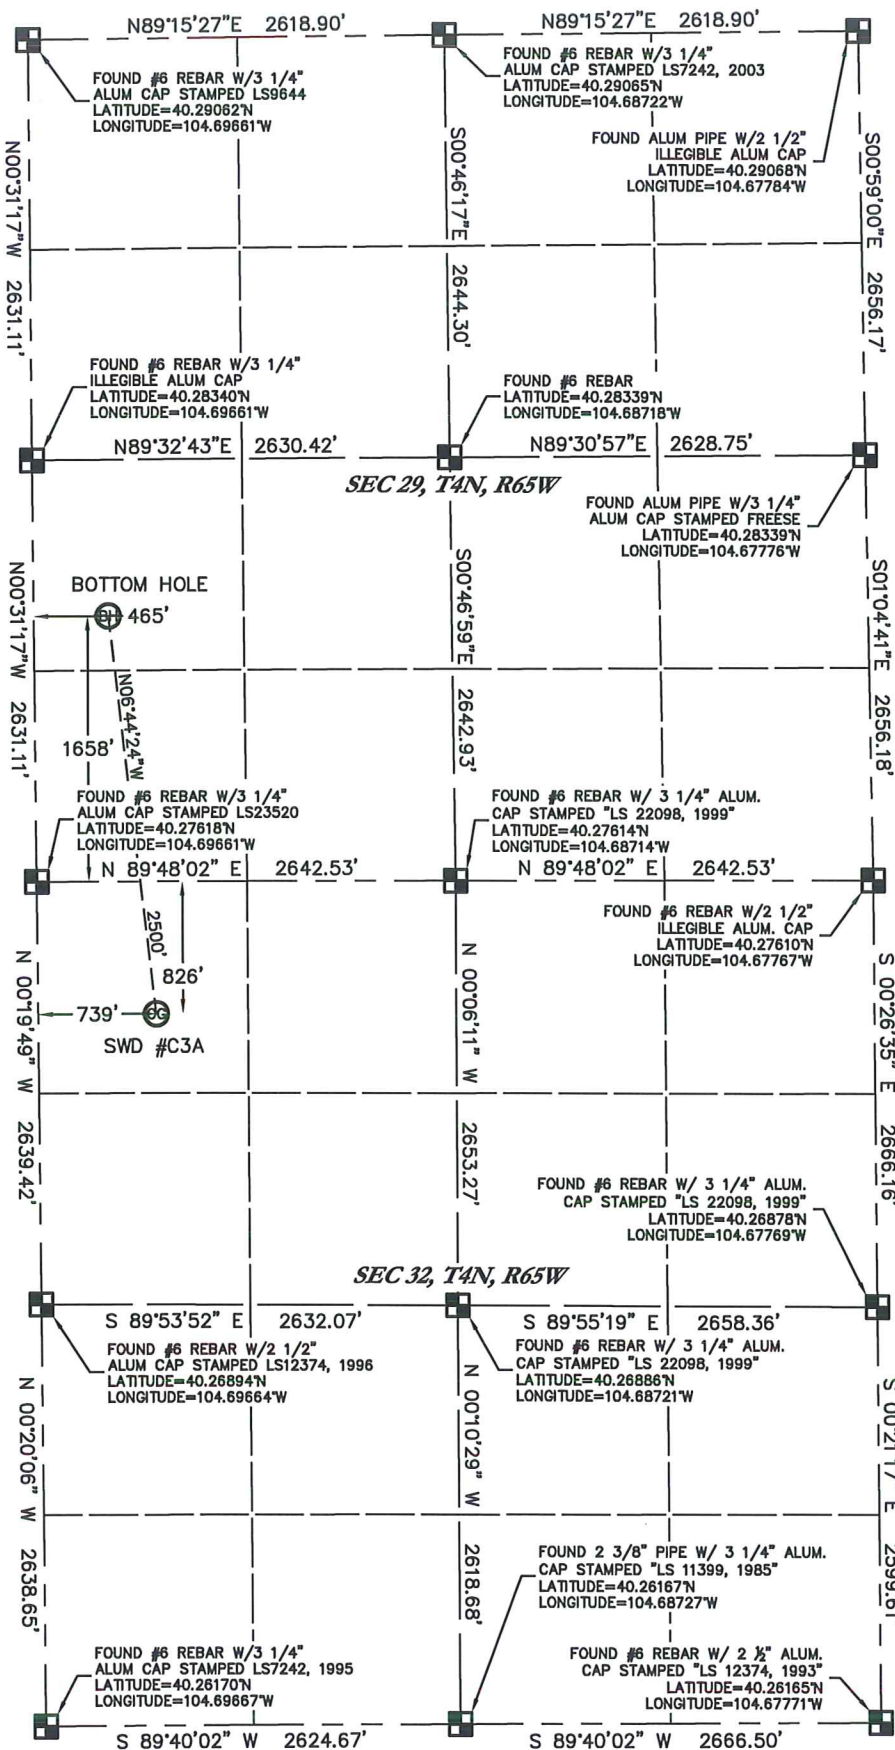 N89°15'27"E 2618.90'
N89°15'27"E 2618.90'
FOUND #6 REBAR W/3 1/4"
ALUM CAP STAMPED LS9644
LATITUDE=40.29062°N
LONGITUDE=104.69661°W
FOUND #6 REBAR W/3 1/4"
ALUM CAP STAMPED LS7242, 2003
LATITUDE=40.29065°N
LONGITUDE=104.68722°W
FOUND ALUM PIPE W/2 1/2"
ILLEGIBLE ALUM CAP
LATITUDE=40.29068°N
LONGITUDE=104.67784°W
N00°31'17"W 2631.11'
S00°46'17"E 2644.30'
S00°59'00"E 2656.17'
FOUND #6 REBAR W/3 1/4"
ILLEGIBLE ALUM CAP
LATITUDE=40.28340°N
LONGITUDE=104.69661°W
FOUND #6 REBAR
LATITUDE=40.28339°N
LONGITUDE=104.68718°W
N89°32'43"E 2630.42'
N89°30'57"E 2628.75'
SEC 29, T4N, R65W
FOUND ALUM PIPE W/3 1/4"
ALUM CAP STAMPED FREESE
LATITUDE=40.28339°N
LONGITUDE=104.67776°W
N00°31'17"W 2631.11'
S00°46'59"E 2642.93'
S01°04'41"E 2656.18'
BOTTOM HOLE
BH 465'
N06°44'24"W
1658'
FOUND #6 REBAR W/3 1/4"
ALUM CAP STAMPED LS23520
LATITUDE=40.27618°N
LONGITUDE=104.69661°W
FOUND #6 REBAR W/ 3 1/4" ALUM.
CAP STAMPED "LS 22098, 1999"
LATITUDE=40.27614°N
LONGITUDE=104.68714°W
N 89°48'02" E 2642.53'
N 89°48'02" E 2642.53'
FOUND #6 REBAR W/2 1/2"
ILLEGIBLE ALUM. CAP
LATITUDE=40.27610°N
LONGITUDE=104.67767°W
2500'
826'
739'
SWD #C3A
N 00°19'49" W 2639.42'
N 00°06'11" W 2653.27'
S 00°26'35" E 2666.16'
FOUND #6 REBAR W/ 3 1/4" ALUM.
CAP STAMPED "LS 22098, 1999"
LATITUDE=40.26878°N
LONGITUDE=104.67769°W
SEC 32, T4N, R65W
S 89°53'52" E 2632.07'
S 89°55'19" E 2658.36'
FOUND #6 REBAR W/2 1/2"
ALUM CAP STAMPED LS12374, 1996
LATITUDE=40.26894°N
LONGITUDE=104.69664°W
FOUND #6 REBAR W/ 3 1/4" ALUM.
CAP STAMPED "LS 22098, 1999"
LATITUDE=40.26886°N
LONGITUDE=104.68721°W
N 00°20'06" W 2638.65'
N 00°10'29" W 2618.68'
S 00°21'17" E 2599.61'
FOUND 2 3/8" PIPE W/ 3 1/4" ALUM.
CAP STAMPED "LS 11399, 1985"
LATITUDE=40.26167°N
LONGITUDE=104.68727°W
FOUND #6 REBAR W/3 1/4"
ALUM CAP STAMPED LS7242, 1995
LATITUDE=40.26170°N
LONGITUDE=104.69667°W
FOUND #6 REBAR W/ 2 ½" ALUM.
CAP STAMPED "LS 12374, 1993"
LATITUDE=40.26165°N
LONGITUDE=104.67771°W
S 89°40'02" W 2624.67'
S 89°40'02" W 2666.50'